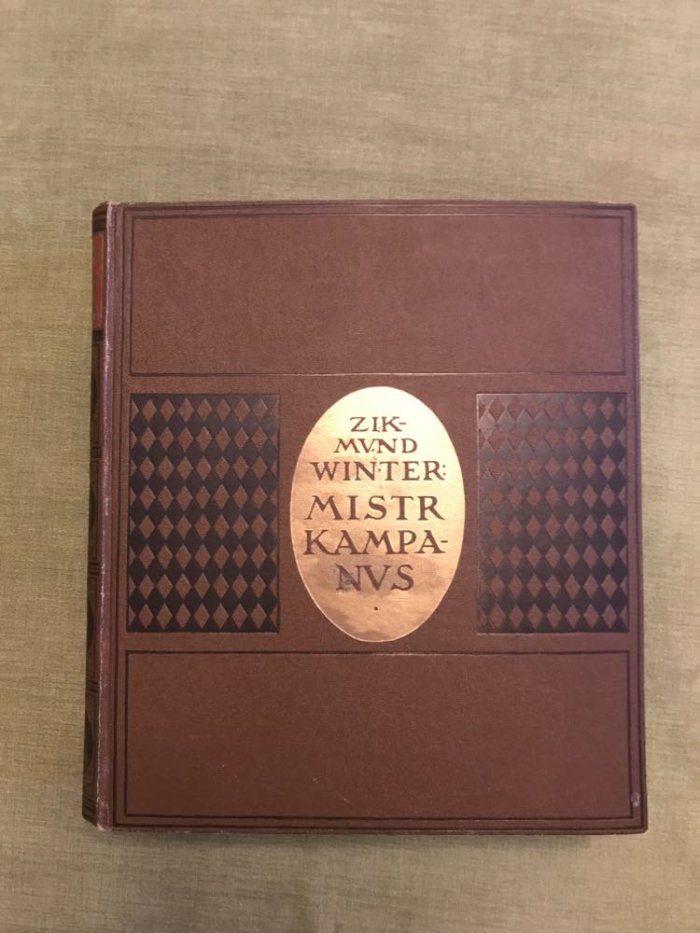 ZIK-
MVND
WINTER:
MISTR
KAMPA-
NVS